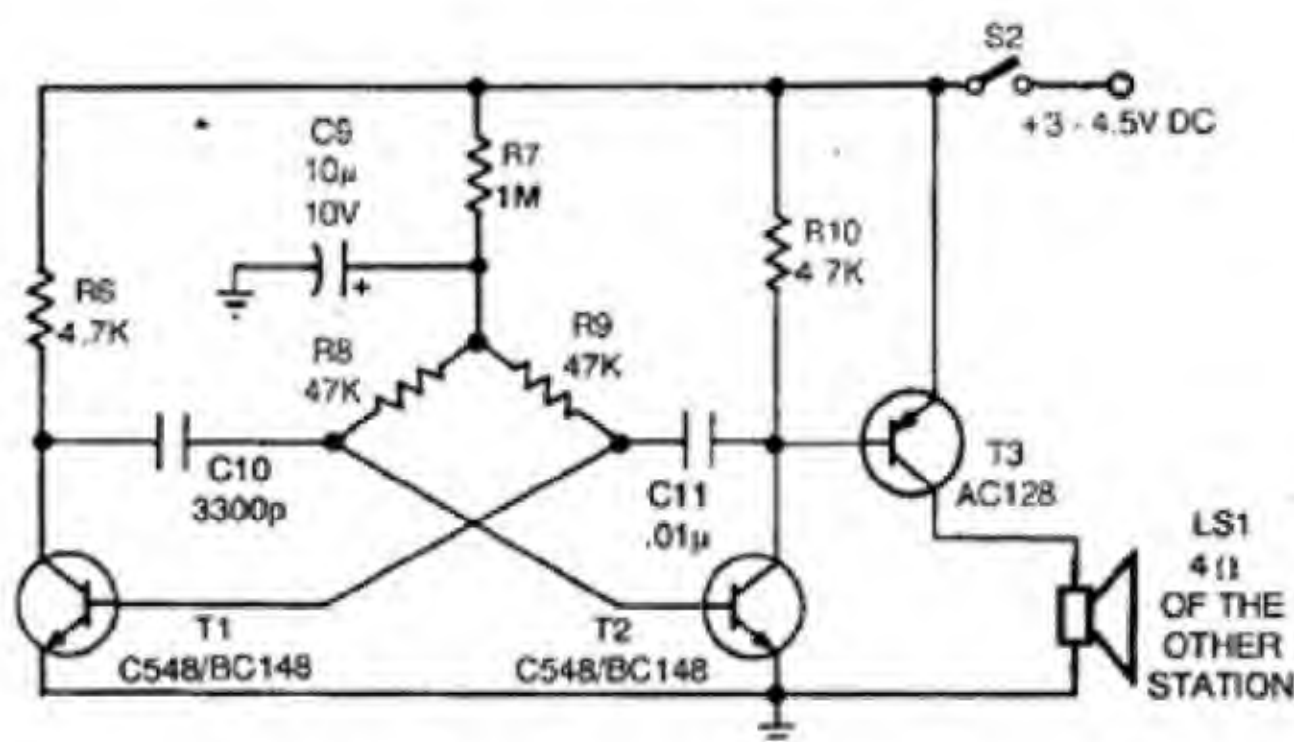 S2
+3 - 4.5V DC
C9
10µ
10V
R7
1M
R10
4.7K
R6
4.7K
R8
47K
R9
47K
+
C10
3300p
C11
.01µ
T3
AC128
LS1
4Ω
OF THE
OTHER
STATION
T1
C548/BC148
T2
C548/BC148